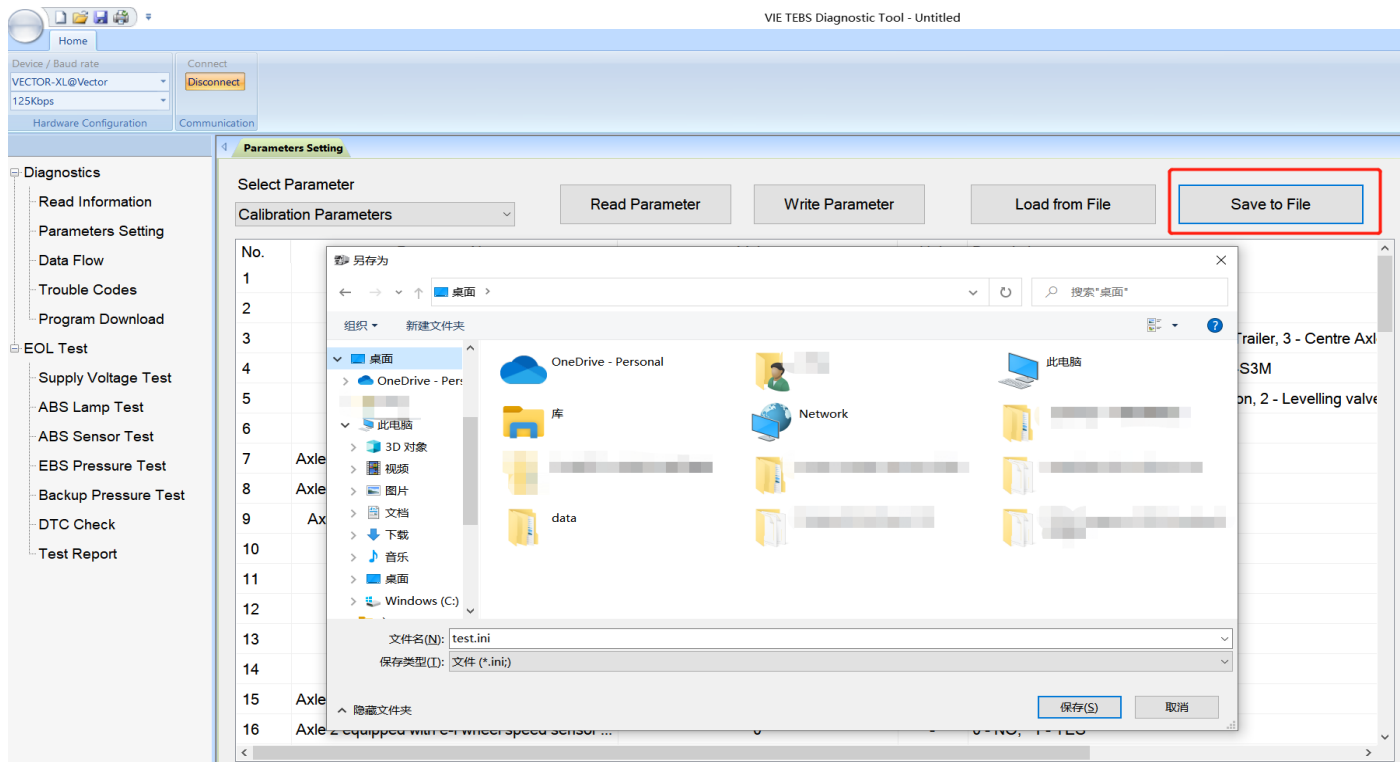 VIE TEBS Diagnostic Tool - Untitled
Home
Device / Baud rate
Connect
VECTOR-XL@Vector
Disconnect
125Kbps
Hardware Configuration
Communication
Diagnostics
Read Information
Parameters Setting
Data Flow
Trouble Codes
Program Download
EOL Test
Supply Voltage Test
ABS Lamp Test
ABS Sensor Test
EBS Pressure Test
Backup Pressure Test
DTC Check
Test Report
Parameters Setting
Select Parameter
Calibration Parameters
Read Parameter
Write Parameter
Load from File
Save to File
No.
1
2
3
Trailer, 3 - Centre Axl
4
S3M
5
on, 2 - Levelling valve
6
7 Axle
8 Axle
9 Ax
10
11
12
13
14
15 Axle
16 Axle 2 equipped with e-f wheel speed sensor ... 0 - 0 - NO, 1 - YES
另存为
桌面
搜索"桌面"
组织
新建文件夹
桌面
OneDrive - Pers
此电脑
3D 对象
视频
图片
文档
下载
音乐
桌面
Windows (C:)
OneDrive - Personal
此电脑
库
Network
data
文件名(N): test.ini
保存类型(T): 文件 (*.ini;)
隐藏文件夹
保存(S)
取消